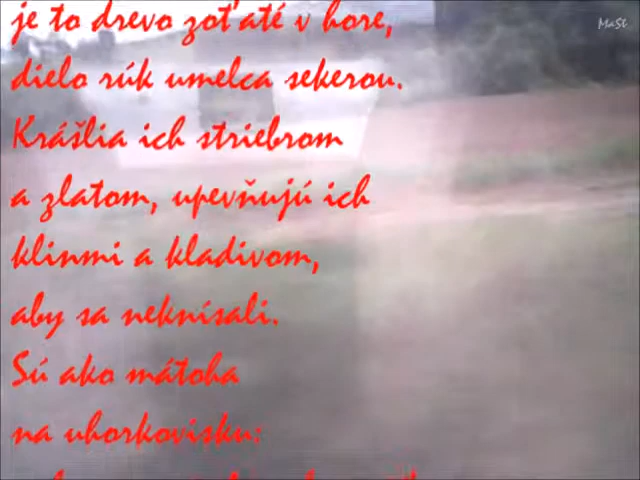 je to drevo zoťaté v hore,
dielo rúk umelca sekerou.
Krášlia ich striebrom
a zlatom, upevňujú ich
klinmi a kladivom,
aby sa neknísali.
Sú ako mátoha
na uhorkovisku:
MaSt